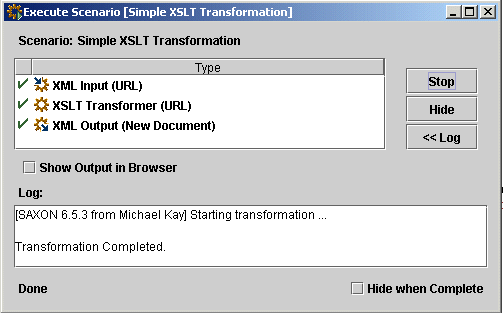 Execute Scenario [Simple XSLT Transformation]
Scenario: Simple XSLT Transformation
Type
XML Input (URL)
XSLT Transformer (URL)
XML Output (New Document)
Stop
Hide
<< Log
Show Output in Browser
Log:
[SAXON 6.5.3 from Michael Kay] Starting transformation ...
Transformation Completed.
Done
Hide when Complete